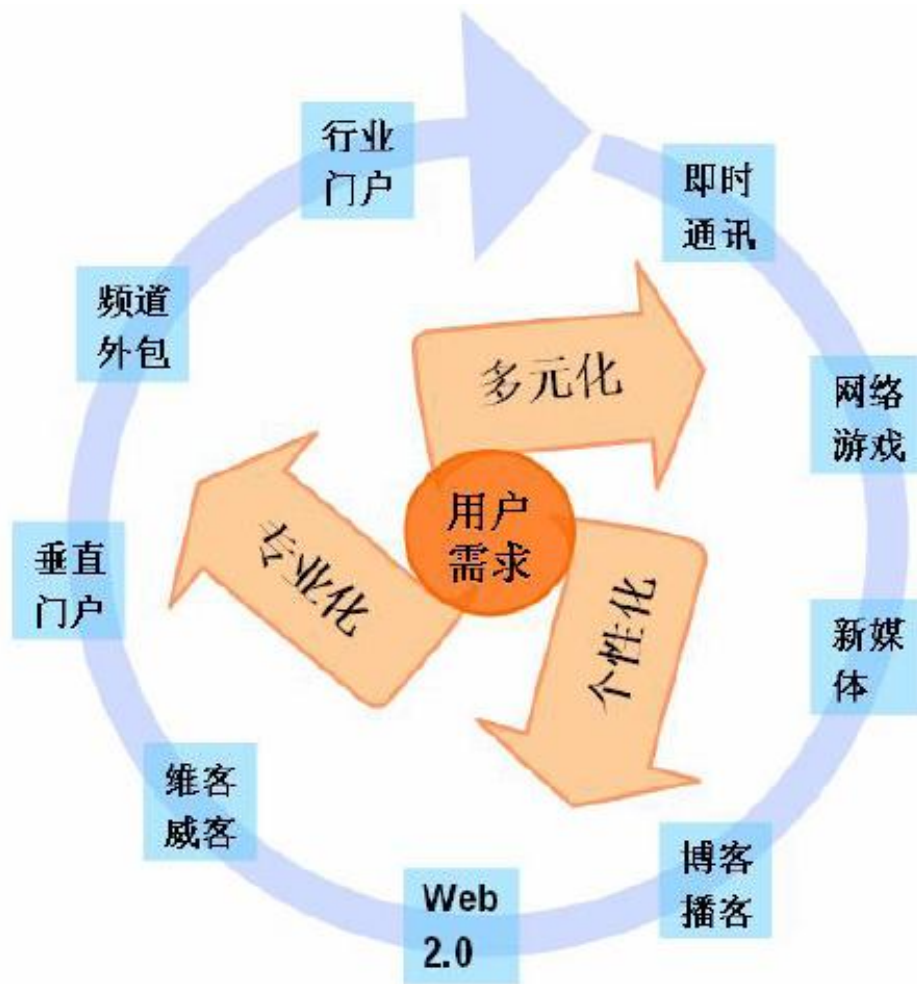 行业
门户
即时
通讯
频道
外包
多元化
网络
游戏
用户
需求
专业化
垂直
门户
个性化
新媒
体
维客
威客
博客
播客
Web
2.0